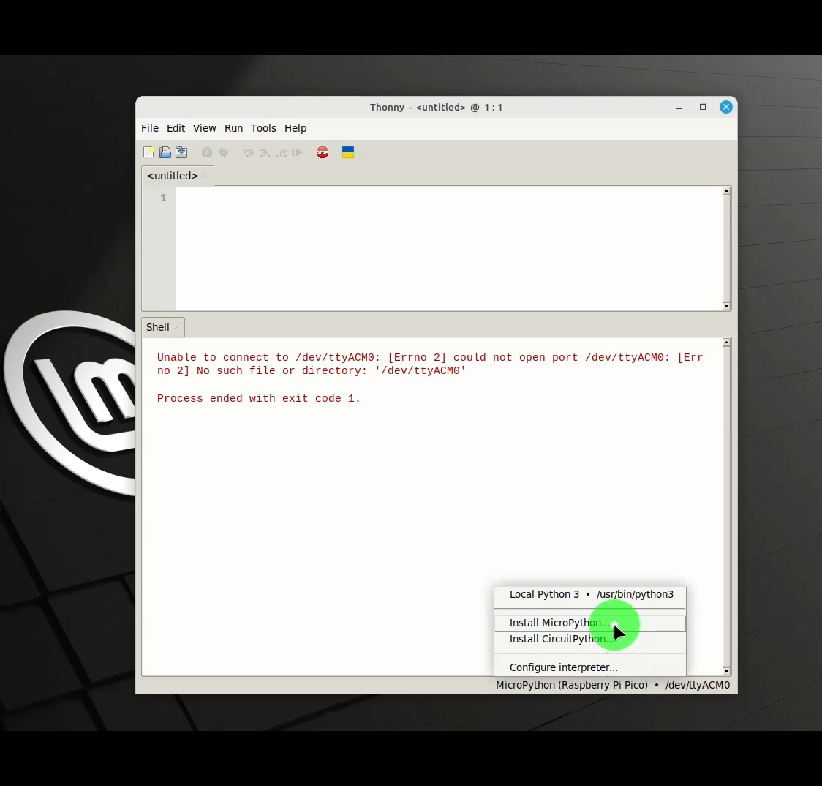 Thonny - <untitled> @ 1:1
File Edit View Run Tools Help
<untitled>
1
Shell
Unable to connect to /dev/ttyACM0: [Errno 2] could not open port /dev/ttyACM0: [Err
no 2] No such file or directory: '/dev/ttyACM0'
Process ended with exit code 1.
Local Python 3 • /usr/bin/python3
Install MicroPython...
Install CircuitPython...
Configure interpreter...
MicroPython (Raspberry Pi Pico) • /dev/ttyACM0